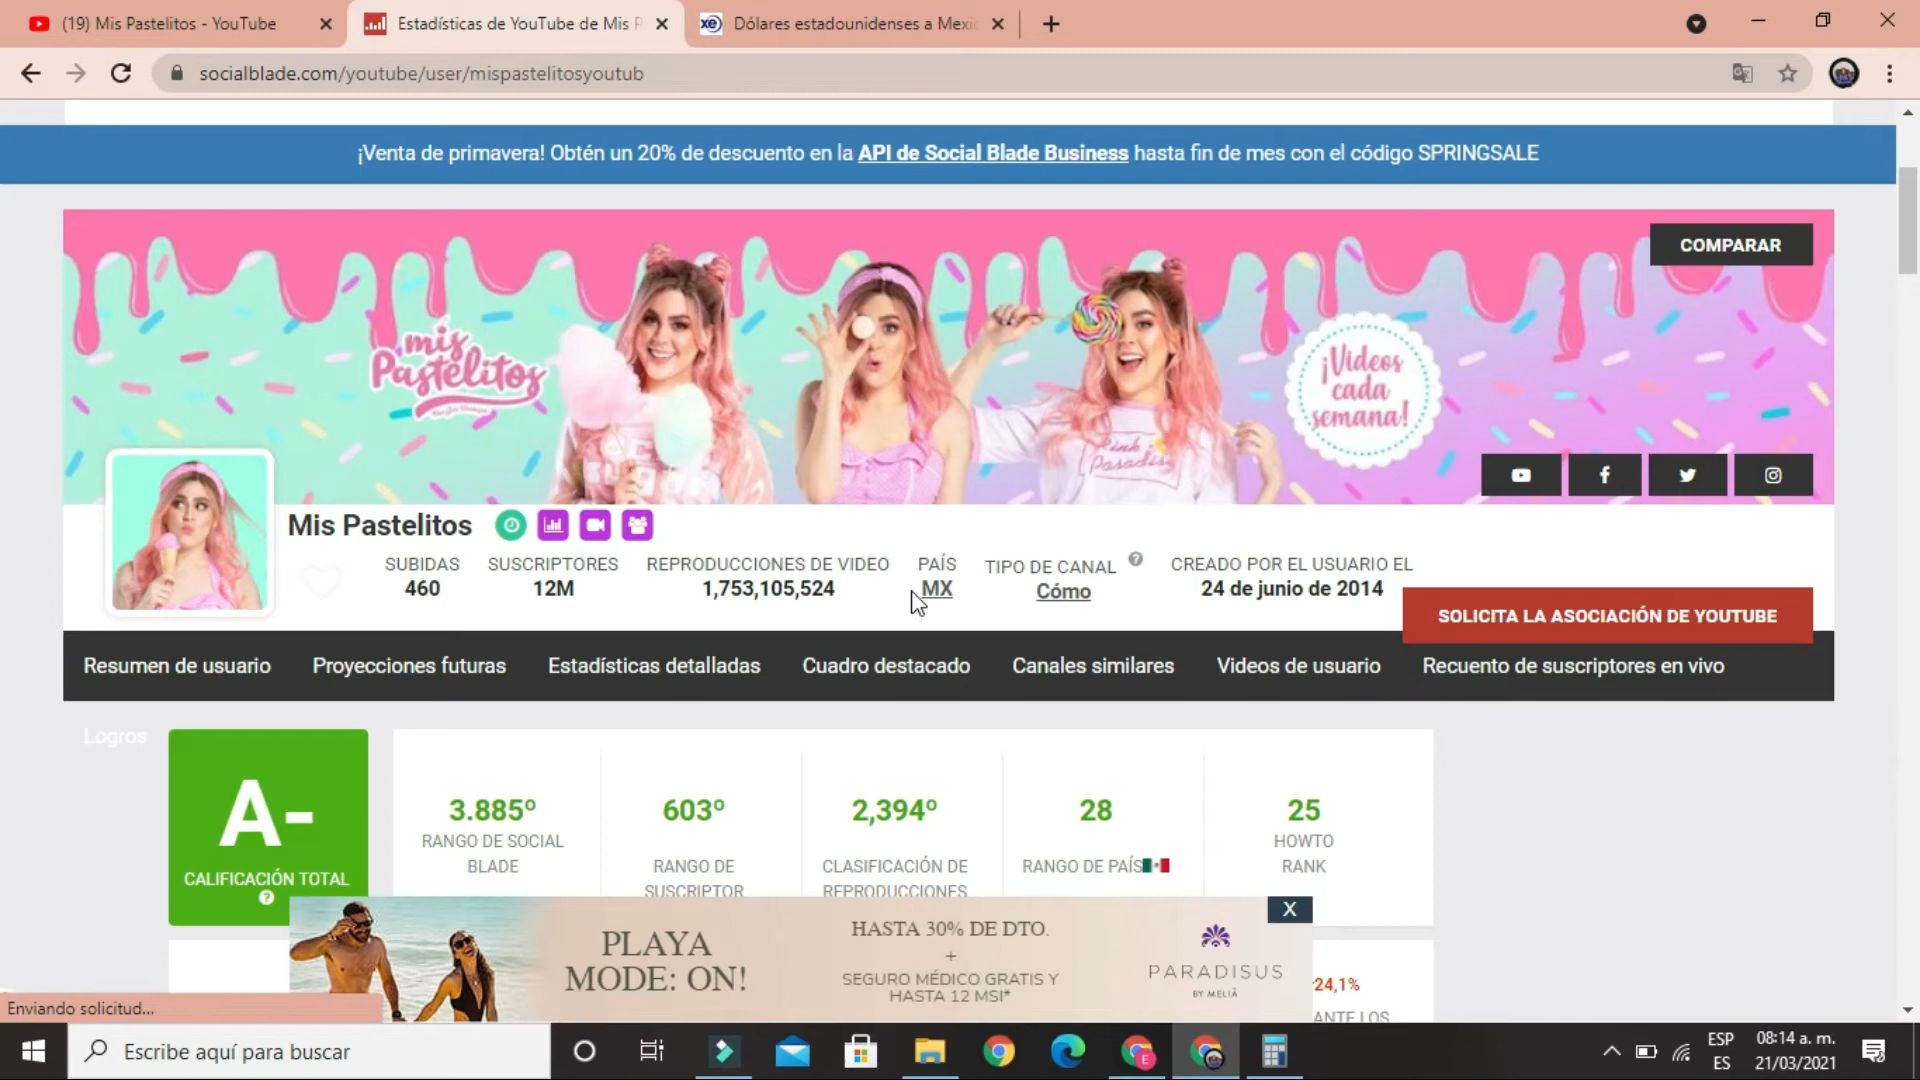 (19) Mis Pastelitos - YouTube
Estadísticas de YouTube de Mis P
Dólares estadounidenses a Mexic
socialblade.com/youtube/user/mispastelitosyoutub
¡Venta de primavera! Obtén un 20% de descuento en la API de Social Blade Business hasta fin de mes con el código SPRINGSALE
COMPARAR
mis
Pastelitos
¡Videos
cada
semana!
Pink
Paradise
Mis Pastelitos
SUBIDAS
460
SUSCRIPTORES
12M
REPRODUCCIONES DE VIDEO
1,753,105,524
PAÍS
MX
TIPO DE CANAL
Cómo
CREADO POR EL USUARIO EL
24 de junio de 2014
SOLICITA LA ASOCIACIÓN DE YOUTUBE
Resumen de usuario
Proyecciones futuras
Estadísticas detalladas
Cuadro destacado
Canales similares
Videos de usuario
Recuento de suscriptores en vivo
Logros
A-
CALIFICACIÓN TOTAL
3.885º
RANGO DE SOCIAL
BLADE
603º
RANGO DE
SUSCRIPTOR
2,394º
CLASIFICACIÓN DE
REPRODUCCIONES
28
RANGO DE PAÍS
25
HOWTO
RANK
X
PLAYA
MODE: ON!
HASTA 30% DE DTO.
+
SEGURO MÉDICO GRATIS Y
HASTA 12 MSI*
PARADISUS
BY MELIÁ
24,1%
ANTE LOS
Enviando solicitud...
Escribe aquí para buscar
ESP
ES
08:14 a. m.
21/03/2021